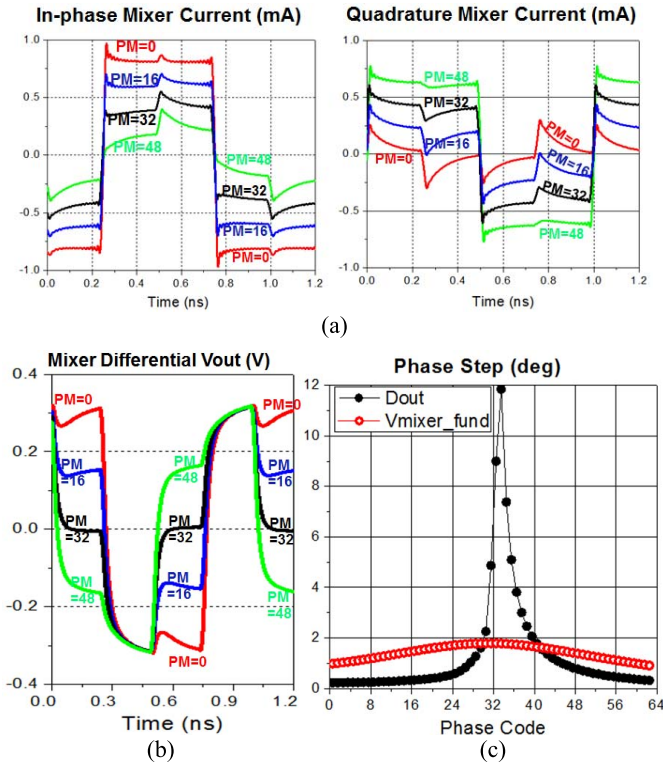 In-phase Mixer Current (mA)
Quadrature Mixer Current (mA)
1.0
0.5
0.0
-0.5
-1.0
PM=0
PM=16
PM=32
PM=48
PM=48
PM=32
PM=16
PM=0
0.0 0.2 0.4 0.6 0.8 1.0 1.2
Time (ns)
1.0
0.5
0.0
-0.5
-1.0
PM=48
PM=32
PM=16
PM=0
PM=0
PM=16
PM=32
PM=48
0.0 0.2 0.4 0.6 0.8 1.0 1.2
Time (ns)
(a)
Mixer Differential Vout (V)
0.3
0.0
-0.3
-0.4
PM=0
PM
=16
PM
=32
PM
=48
PM
=48
PM
=32
PM
=16
PM=0
PM=0
PM
=16
PM
=32
PM
=48
0.0 0.3 0.6 0.9 1.2
Time (ns)
(b)
Phase Step (deg)
Dout
Vmixer_fund
12
10
8
6
4
2
0
0 8 16 24 32 40 48 56 64
Phase Code
(c)